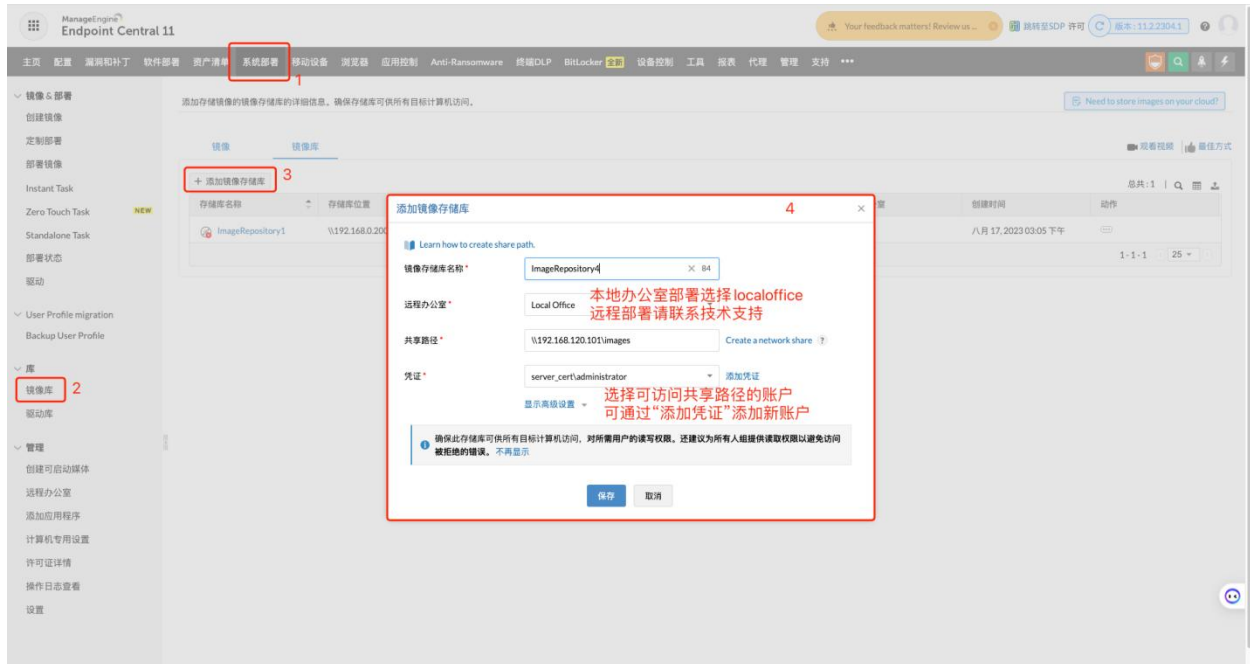 ManageEngine
Endpoint Central 11
Your feedback matters! Review us ...
跳转至SDP 许可
版本 : 11.2.2304.1
主页 配置 漏洞和补丁 软件部署 资产清单 系统部署 移动设备 浏览器 应用控制 Anti-Ransomware 终端DLP BitLocker 全新 设备控制 工具 报表 代理 管理 支持 •••
1
镜像 & 部署
创建镜像
定制部署
部署镜像
Instant Task
Zero Touch Task NEW
Standalone Task
部署状态
驱动
User Profile migration
Backup User Profile
库
镜像库 2
驱动库
管理
创建可启动媒体
远程办公室
添加应用程序
计算机专用设置
许可证详情
操作日志查看
设置
添加存储镜像的镜像存储库的详细信息。确保存储库可供所有目标计算机访问。
Need to store images on your cloud?
镜像 镜像库
观看视频 最佳方式
+ 添加镜像存储库 3
总共 : 1
存储库名称 存储库位置 室 创建时间 动作
ImageRepository1 \\192.168.0.200 八月 17, 2023 03:05 下午
1 - 1 - 1 25
添加镜像存储库 4
Learn how to create share path.
镜像存储库名称 * ImageRepository4 84
远程办公室 * Local Office
本地办公室部署选择localoffice
远程部署请联系技术支持
共享路径 * \\192.168.120.101\images Create a network share ?
凭证 * server_cert\administrator 添加凭证
显示高级设置
选择可访问共享路径的账户
可通过“添加凭证”添加新账户
确保此存储库可供所有目标计算机访问，对所需用户的读写权限。还建议为所有人组提供读取权限以避免访问
被拒绝的错误。不再显示
保存 取消